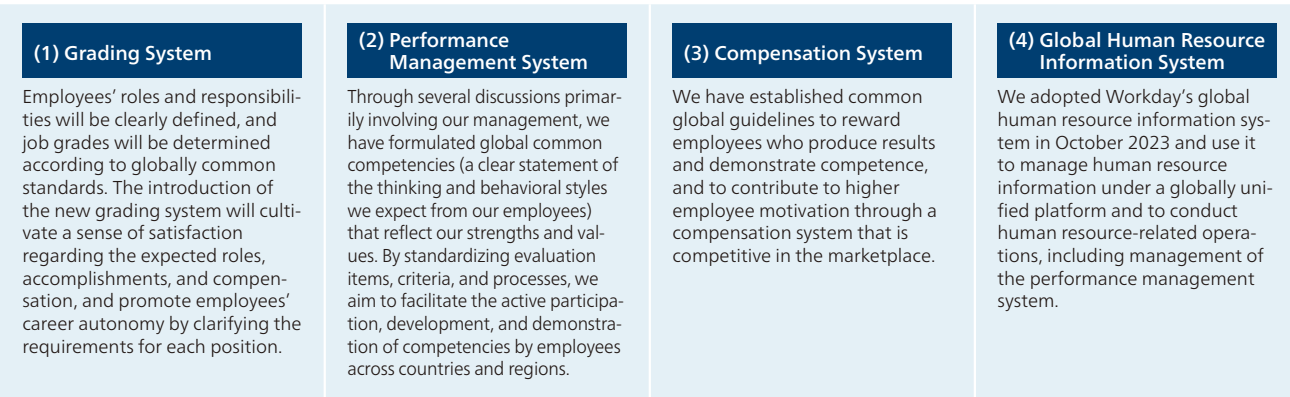 (1) Grading System
Employees’ roles and responsibili-
ties will be clearly defined, and
job grades will be determined
according to globally common
standards. The introduction of
the new grading system will culti-
vate a sense of satisfaction
regarding the expected roles,
accomplishments, and compen-
sation, and promote employees’
career autonomy by clarifying the
requirements for each position.
(2) Performance
Management System
Through several discussions primar-
ily involving our management, we
have formulated global common
competencies (a clear statement of
the thinking and behavioral styles
we expect from our employees)
that reflect our strengths and val-
ues. By standardizing evaluation
items, criteria, and processes, we
aim to facilitate the active participa-
tion, development, and demonstra-
tion of competencies by employees
across countries and regions.
(3) Compensation System
We have established common
global guidelines to reward
employees who produce results
and demonstrate competence,
and to contribute to higher
employee motivation through a
compensation system that is
competitive in the marketplace.
(4) Global Human Resource
Information System
We adopted Workday’s global
human resource information sys-
tem in October 2023 and use it
to manage human resource
information under a globally uni-
fied platform and to conduct
human resource-related opera-
tions, including management of
the performance management
system.